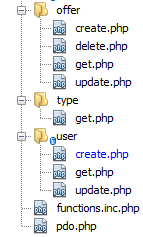 offer
create.php
delete.php
get.php
update.php
type
get.php
user
create.php
get.php
update.php
functions.inc.php
pdo.php